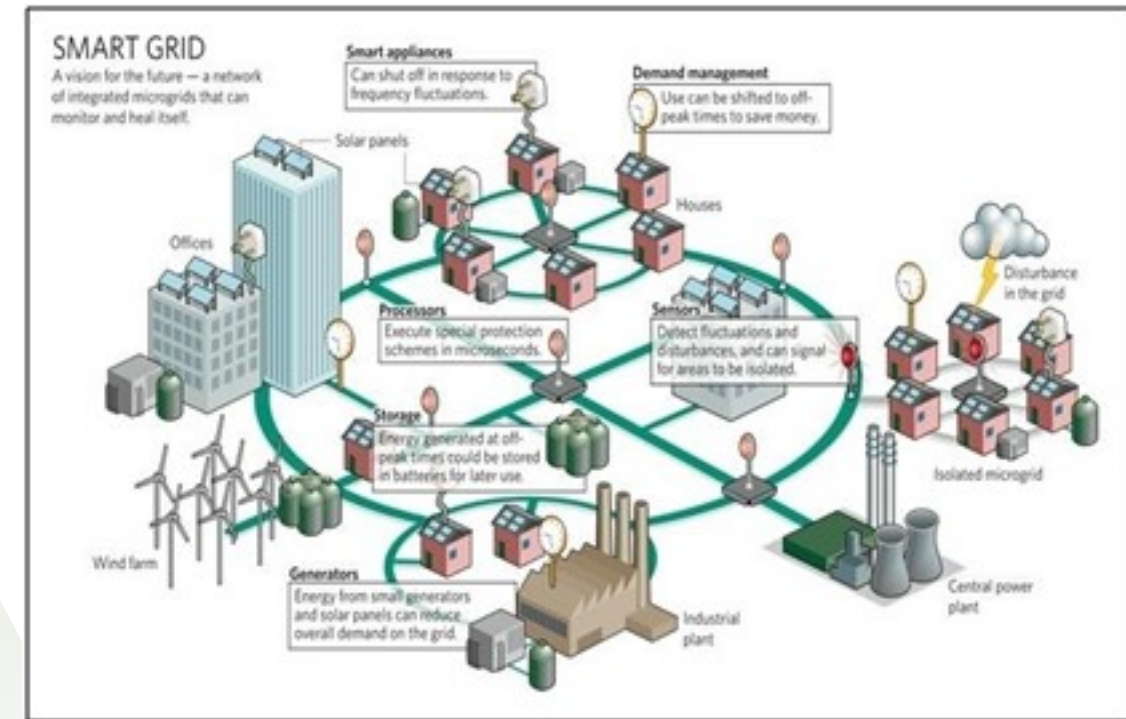 SMART GRID
A vision for the future — a network
of integrated microgrids that can
monitor and heal itself.
Smart appliances
Can shut off in response to
frequency fluctuations.
Demand management
Use can be shifted to off-
peak times to save money.
Solar panels
Houses
Offices
Disturbance
in the grid
Processors
Execute special protection
schemes in microseconds.
Sensors
Detect fluctuations and
disturbances, and can signal
for areas to be isolated.
Storage
Energy generated at off-
peak times could be stored
in batteries for later use.
Isolated microgrid
Wind farm
Generators
Energy from small generators
and solar panels can reduce
overall demand on the grid.
Industrial
plant
Central power
plant